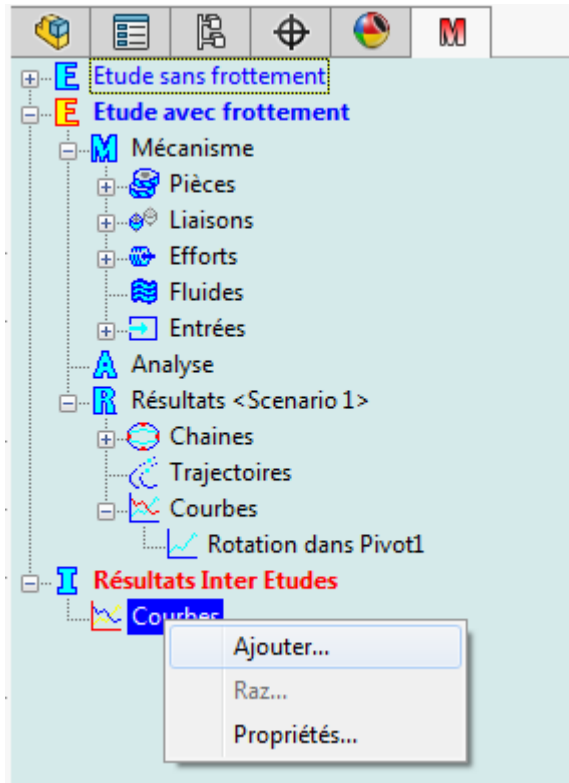 M
E Etude sans frottement
E Etude avec frottement
M Mécanisme
Pièces
Liaisons
Efforts
Fluides
Entrées
A Analyse
R Résultats <Scenario 1>
Chaines
Trajectoires
Courbes
Rotation dans Pivot1
I Résultats Inter Etudes
Courbes
Ajouter...
Raz...
Propriétés...